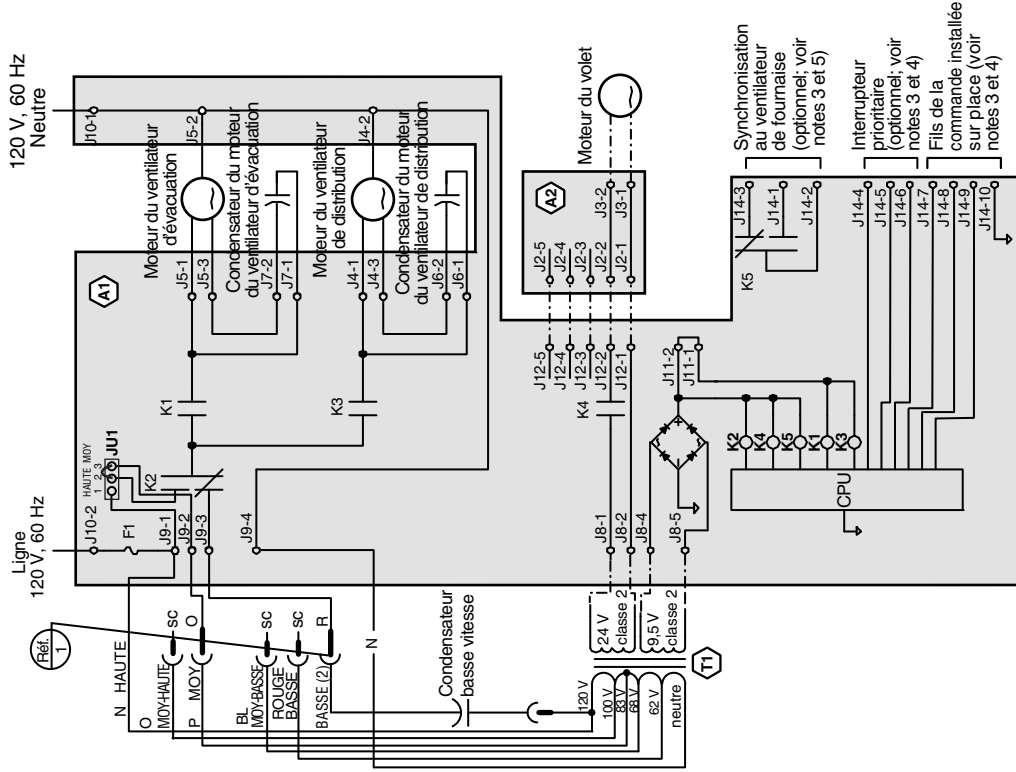 Ligne
120 V, 60 Hz
120 V, 60 Hz
Neutre
Réf.
1
J10-2
F1
J10-1
A1
HAUTE MOY
1 2 3
JU1
J9-1
J9-2
J9-3
J9-4
K2
K1
K3
N HAUTE
O
MOY-HAUTE
SC
O
P MOY
BL
MOY-BASSE
SC
ROUGE
BASSE
SC
BASSE (2)
R
N
Moteur du ventilateur
d'évacuation
J5-1
J5-2
J5-3
Condensateur du moteur
du ventilateur d'évacuation
J7-2
J7-1
Moteur du ventilateur
de distribution
J4-1
J4-2
J4-3
Condensateur du moteur
du ventilateur de distribution
J6-2
J6-1
Condensateur
basse vitesse
120 V
100 V
83 V
68 V
62 V
neutre
24 V
classe 2
9,5 V
classe 2
T1
J8-1
J8-2
J8-4
J8-5
K4
J12-5
J12-4
J12-3
J12-2
J12-1
A2
J2-5
J2-4
J2-3
J2-2
J2-1
J3-2
J3-1
Moteur du volet
J11-2
J11-1
K2
K4
K5
K1
K3
CPU
K5
J14-3
J14-1
J14-2
J14-4
J14-5
J14-6
J14-7
J14-8
J14-9
J14-10
Synchronisation
au ventilateur
de fournaise
(optionnel; voir
notes 3 et 5)
Interrupteur
prioritaire
(optionnel; voir
notes 3 et 4)
Fils de la
commande installée
sur place (voir
notes 3 et 4)